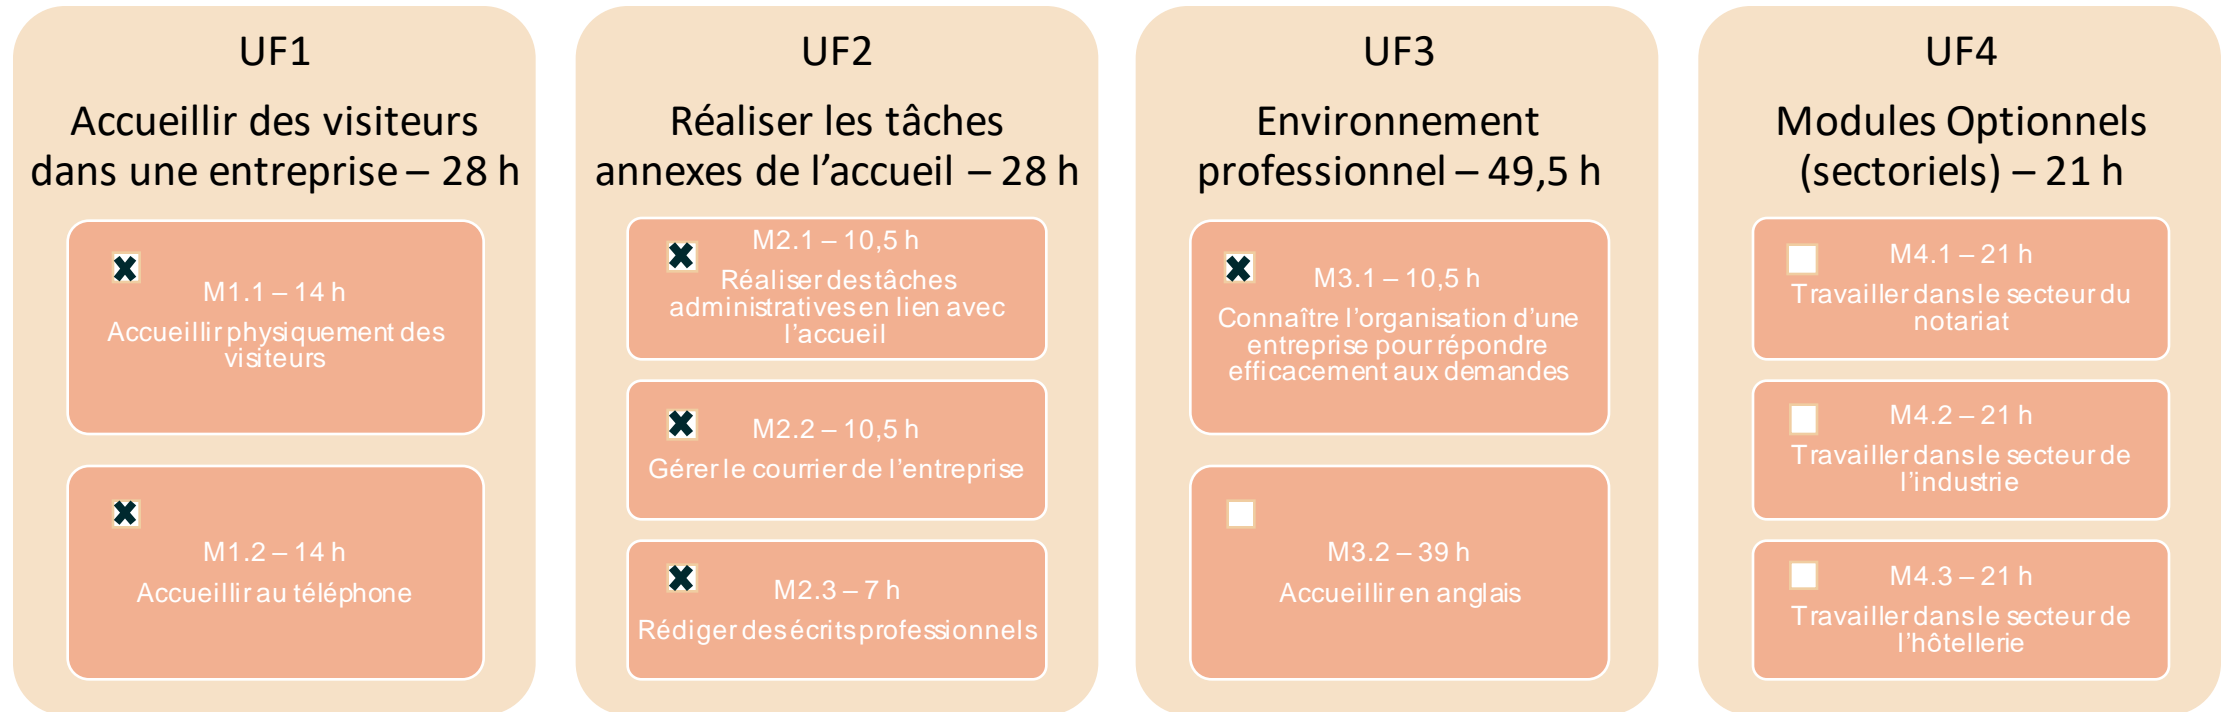 UF1
Accueillir des visiteurs
dans une entreprise – 28 h
M1.1 – 14 h
Accueillir physiquement des
visiteurs
M1.2 – 14 h
Accueillir au téléphone
UF2
Réaliser les tâches
annexes de l’accueil – 28 h
M2.1 – 10,5 h
Réaliser des tâches
administratives en lien avec
l’accueil
M2.2 – 10,5 h
Gérer le courrier de l’entreprise
M2.3 – 7 h
Rédiger des écrits professionnels
UF3
Environnement
professionnel – 49,5 h
M3.1 – 10,5 h
Connaître l’organisation d’une
entreprise pour répondre
efficacement aux demandes
M3.2 – 39 h
Accueillir en anglais
UF4
Modules Optionnels
(sectoriels) – 21 h
M4.1 – 21 h
Travailler dans le secteur du
notariat
M4.2 – 21 h
Travailler dans le secteur de
l’industrie
M4.3 – 21 h
Travailler dans le secteur de
l’hôtellerie